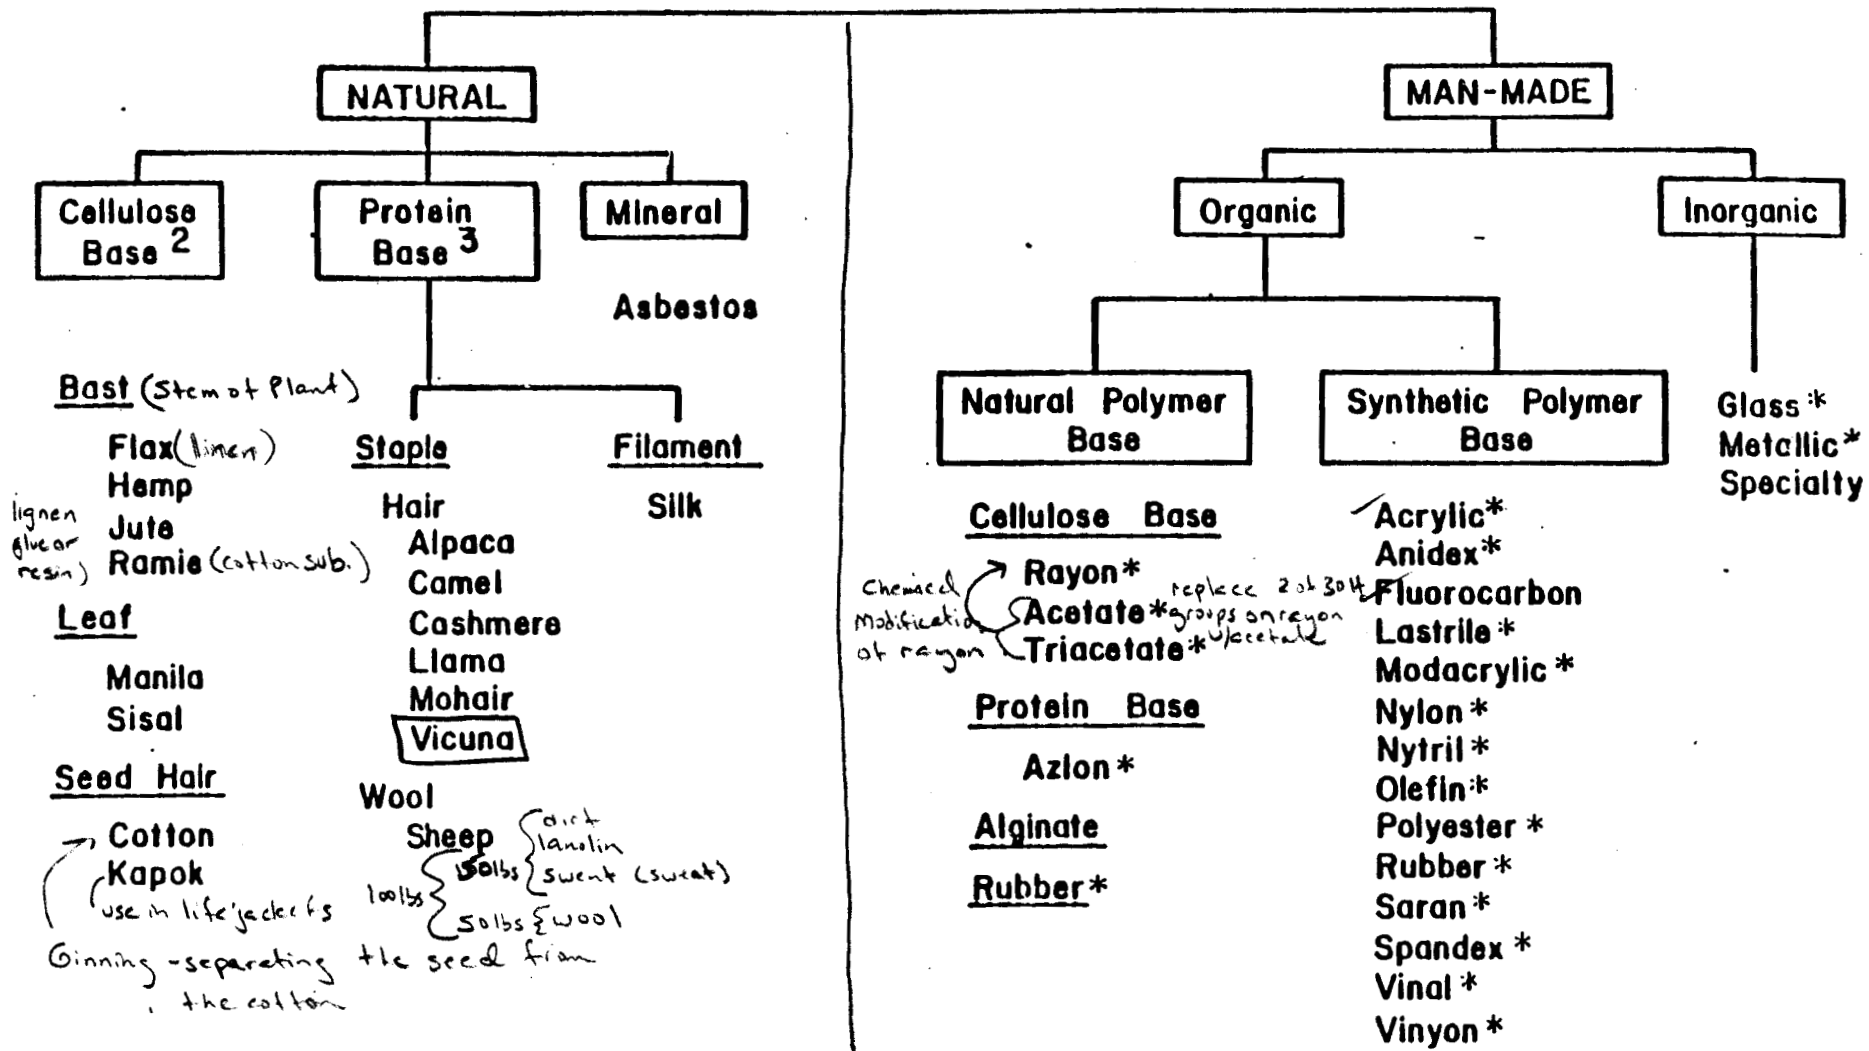 NATURAL
Cellulose
Base 2
Protein
Base 3
Mineral
Asbestos
Bast (Stem of Plant)
Flax (linen)
Hemp
Jute
Ramie (cotton sub.)
lignen
glue or
resin)
Leaf
Manila
Sisal
Seed Hair
Cotton
Kapok
use in life jackets
Ginning - separating the seed from
the cotton
Staple
Hair
Alpaca
Camel
Cashmere
Llama
Mohair
Vicuna
Wool
Sheep
100lbs
50lbs
dirt
lanolin
swent (sweat)
50lbs { wool
Filament
Silk
MAN-MADE
Organic
Inorganic
Natural Polymer
Base
Cellulose Base
Rayon*
Acetate*
Triacetate*
Chemical
Modification
of rayon
replace 2 of 3 OH
groups on rayon
w/acetate
Protein Base
Azlon*
Alginate
Rubber*
Synthetic Polymer
Base
Acrylic*
Anidex*
Fluorocarbon
Lastrile*
Modacrylic*
Nylon*
Nytril*
Olefin*
Polyester*
Rubber*
Saran*
Spandex*
Vinal*
Vinyon*
Glass*
Metallic*
Specialty